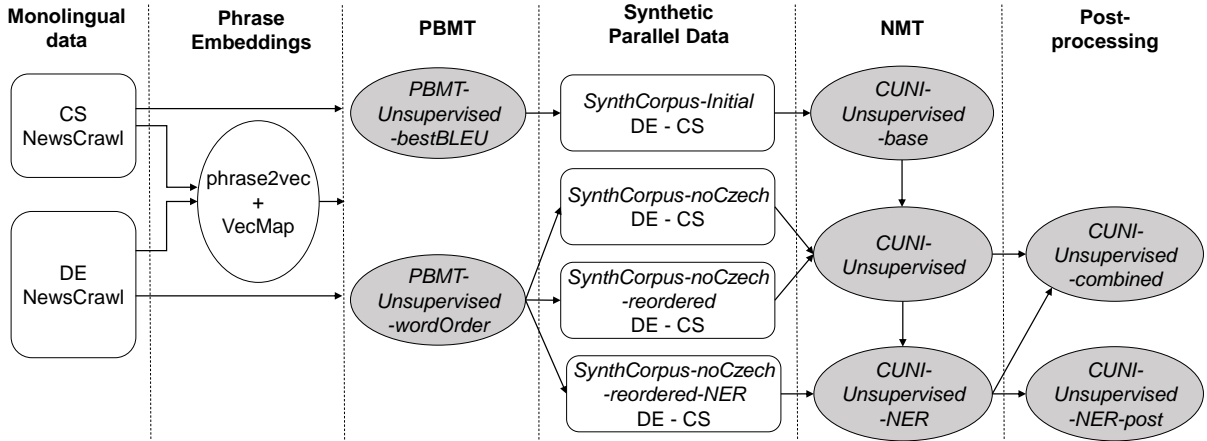 Monolingual
data
Phrase
Embeddings
PBMT
Synthetic
Parallel Data
NMT
Post-
processing
CS
NewsCrawl
DE
NewsCrawl
phrase2vec
+
VecMap
PBMT-
Unsupervised
-bestBLEU
PBMT-
Unsupervised
-wordOrder
SynthCorpus-Initial
DE - CS
SynthCorpus-noCzech
DE - CS
SynthCorpus-noCzech
-reordered
DE - CS
SynthCorpus-noCzech
-reordered-NER
DE - CS
CUNI-
Unsupervised
-base
CUNI-
Unsupervised
CUNI-
Unsupervised
-NER
CUNI-
Unsupervised
-combined
CUNI-
Unsupervised
-NER-post